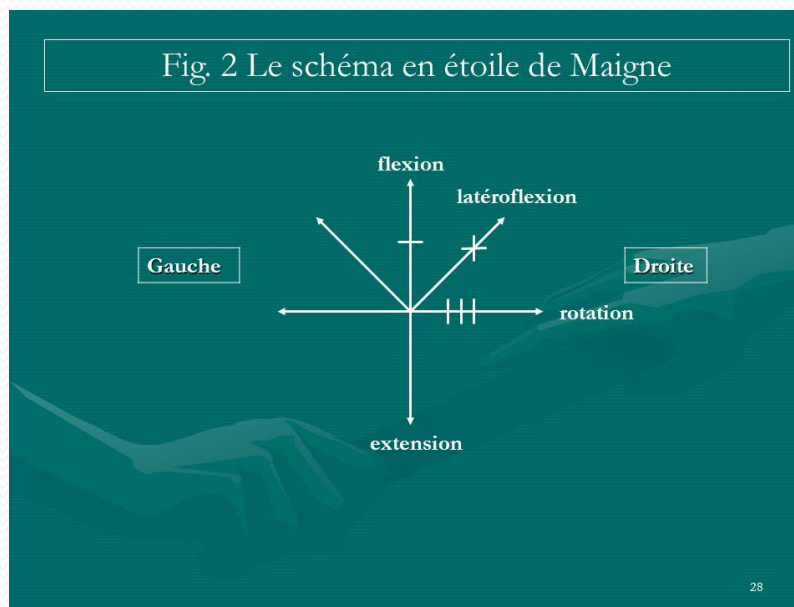 Fig. 2 Le schéma en étoile de Maigne
flexion
latéroflexion
Gauche
Droite
rotation
extension
28